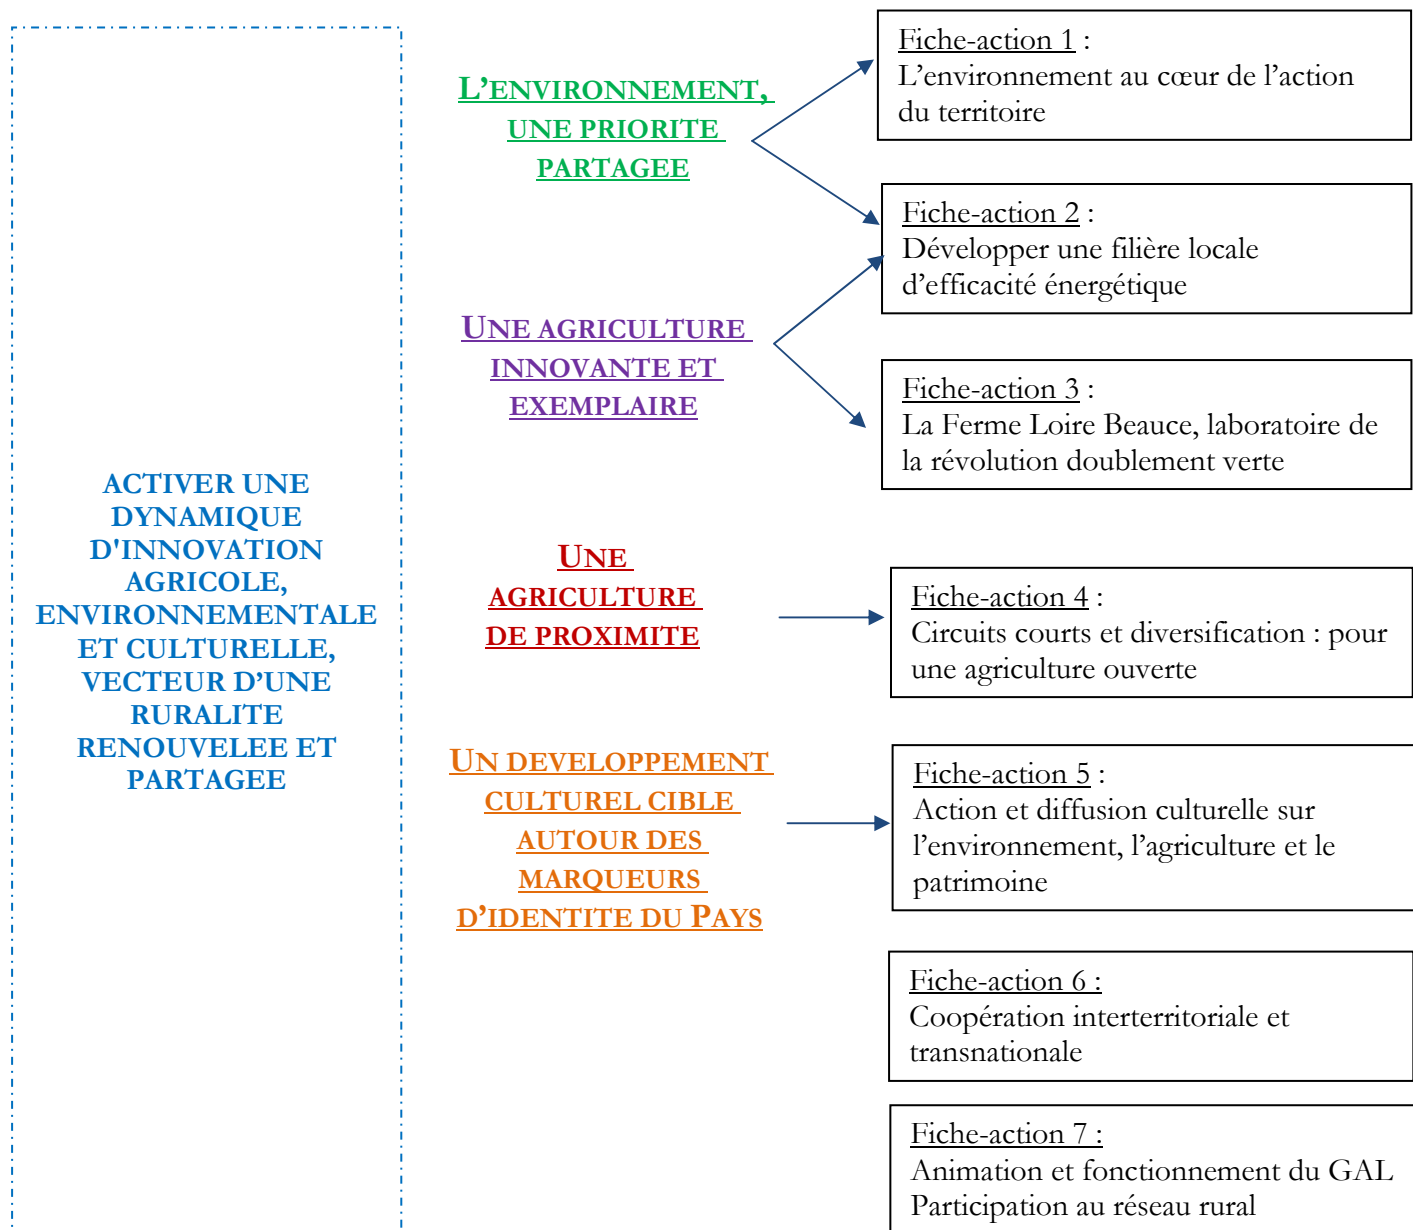 ACTIVER UNE
DYNAMIQUE
D'INNOVATION
AGRICOLE,
ENVIRONNEMENTALE
ET CULTURELLE,
VECTEUR D’UNE
RURALITE
RENOUVELEE ET
PARTAGEE
L’ENVIRONNEMENT,
UNE PRIORITE
PARTAGEE
UNE AGRICULTURE
INNOVANTE ET
EXEMPLAIRE
UNE
AGRICULTURE
DE PROXIMITE
UN DEVELOPPEMENT
CULTUREL CIBLE
AUTOUR DES
MARQUEURS
D’IDENTITE DU PAYS
Fiche-action 1 :
L’environnement au cœur de l’action
du territoire
Fiche-action 2 :
Développer une filière locale
d’efficacité énergétique
Fiche-action 3 :
La Ferme Loire Beauce, laboratoire de
la révolution doublement verte
Fiche-action 4 :
Circuits courts et diversification : pour
une agriculture ouverte
Fiche-action 5 :
Action et diffusion culturelle sur
l’environnement, l’agriculture et le
patrimoine
Fiche-action 6 :
Coopération interterritoriale et
transnationale
Fiche-action 7 :
Animation et fonctionnement du GAL
Participation au réseau rural